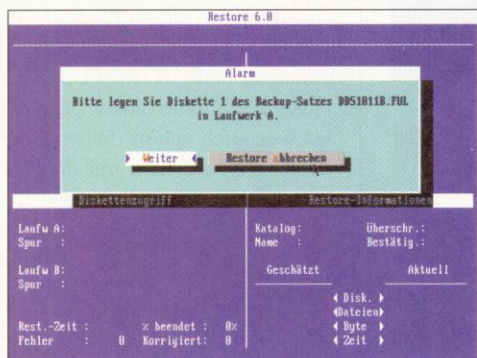 Restore 6.0
Alarm
Bitte legen Sie Diskette 1 des Backup-Satzes DD51011B.FUL
in Laufwerk A.
Weiter Restore abbrechen
Diskettenzugriff Restore-Informationen
Laufw A: Katalog: Überschr.:
Spur : Name : Bestätig.:
Laufw B: Geschätzt Aktuell
Spur :
Disk.
Dateien
Rest.-Zeit : % beendet : 0% Byte
Fehler : 0 Korrigiert: 0 Zeit